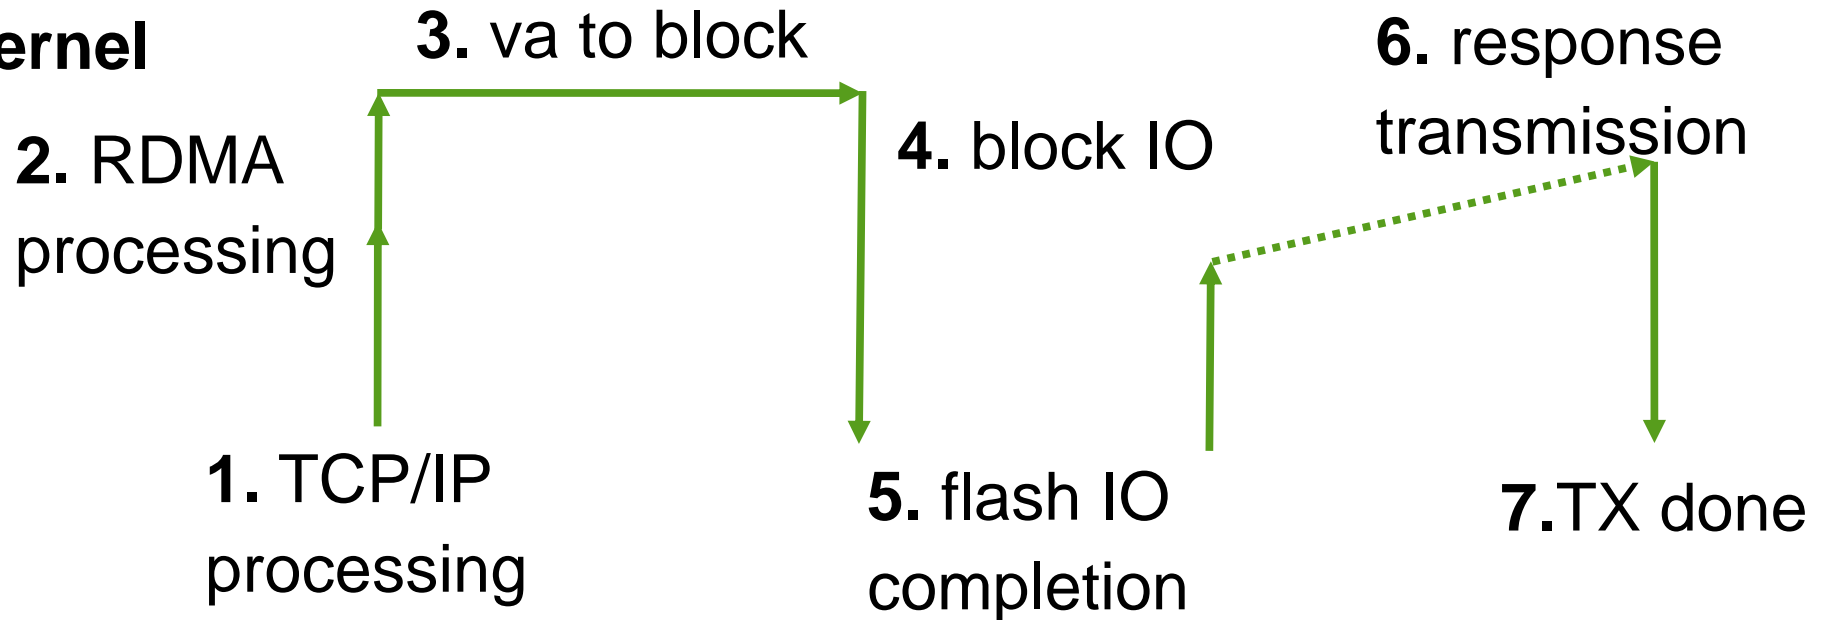 ernel
3. va to block
6. response
transmission
2. RDMA
processing
4. block IO
1. TCP/IP
processing
5. flash IO
completion
7.TX done